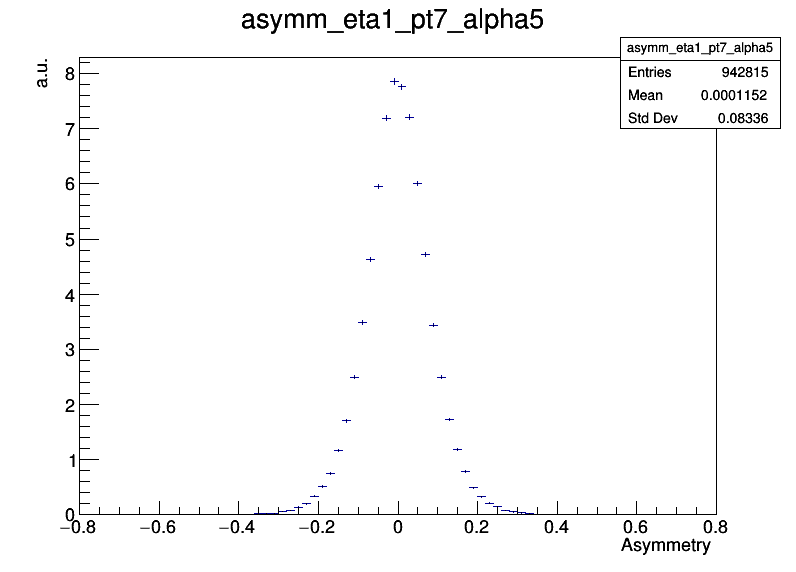 asymm_eta1_pt7_alpha5
asymm_eta1_pt7_alpha5
Entries 942815
Mean 0.0001152
Std Dev 0.08336
a.u.
8
7
6
5
4
3
2
1
0
−0.8 −0.6 −0.4 −0.2 0 0.2 0.4 0.6 0.8
Asymmetry